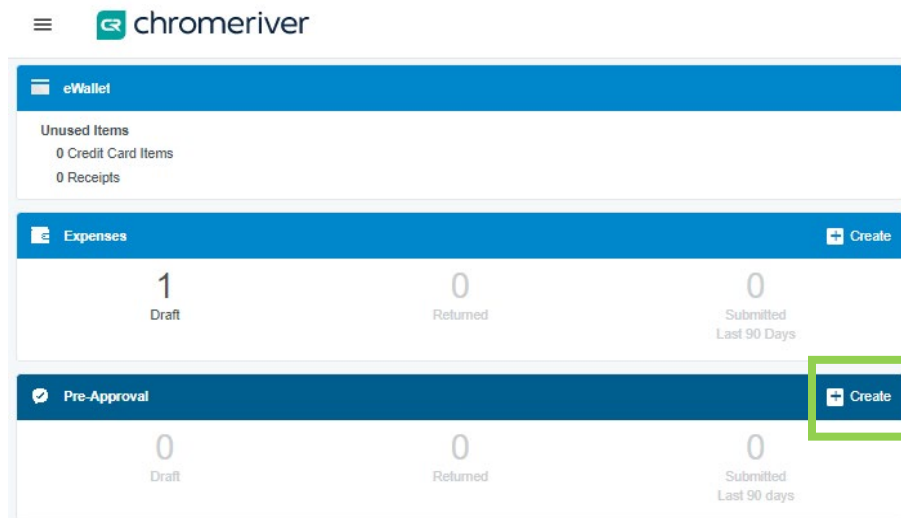 CR chromeriver
eWallet
Unused Items
0 Credit Card Items
0 Receipts
Expenses
Create
1
0
0
Draft
Returned
Submitted
Last 90 Days
Pre-Approval
Create
0
0
0
Draft
Returned
Submitted
Last 90 days